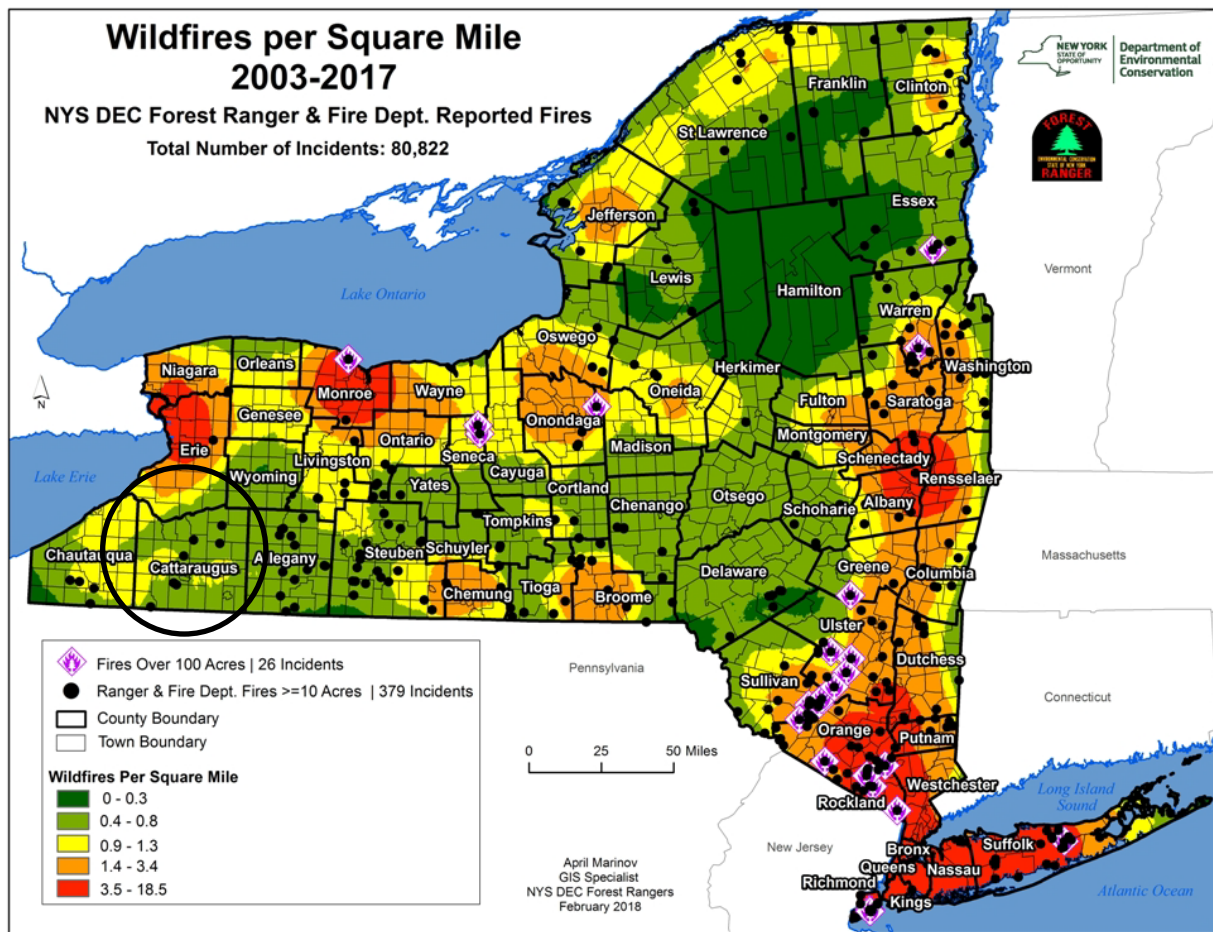 Wildfires per Square Mile
2003-2017
NYS DEC Forest Ranger & Fire Dept. Reported Fires
Total Number of Incidents: 80,822
NEW YORK
STATE OF
OPPORTUNITY
Department of
Environmental
Conservation
FOREST
ENVIRONMENTAL CONSERVATION
STATE OF NEW YORK
RANGER
Franklin
Clinton
St Lawrence
Essex
Jefferson
Vermont
Lewis
Hamilton
Lake Ontario
Warren
Oswego
Herkimer
Washington
Niagara
Orleans
Monroe
Wayne
Oneida
Fulton
Saratoga
Genesee
Onondaga
Montgomery
Erie
Ontario
Seneca
Madison
Schenectady
Livingston
Cayuga
Rensselaer
Lake Erie
Wyoming
Yates
Cortland
Otsego
Albany
Chenango
Schoharie
Tompkins
Chautauqua
Allegany
Steuben
Schuyler
Massachusetts
Cattaraugus
Greene
Columbia
Delaware
Tioga
Chemung
Broome
Ulster
Dutchess
Pennsylvania
Sullivan
Connecticut
Orange
Putnam
Westchester
Long Island
Sound
Rockland
New Jersey
Bronx
Suffolk
Queens
Nassau
Richmond
Kings
Atlantic Ocean
N
Fires Over 100 Acres | 26 Incidents
Ranger & Fire Dept. Fires >=10 Acres | 379 Incidents
County Boundary
Town Boundary
Wildfires Per Square Mile
0 - 0.3
0.4 - 0.8
0.9 - 1.3
1.4 - 3.4
3.5 - 18.5
0 25 50 Miles
April Marinov
GIS Specialist
NYS DEC Forest Rangers
February 2018